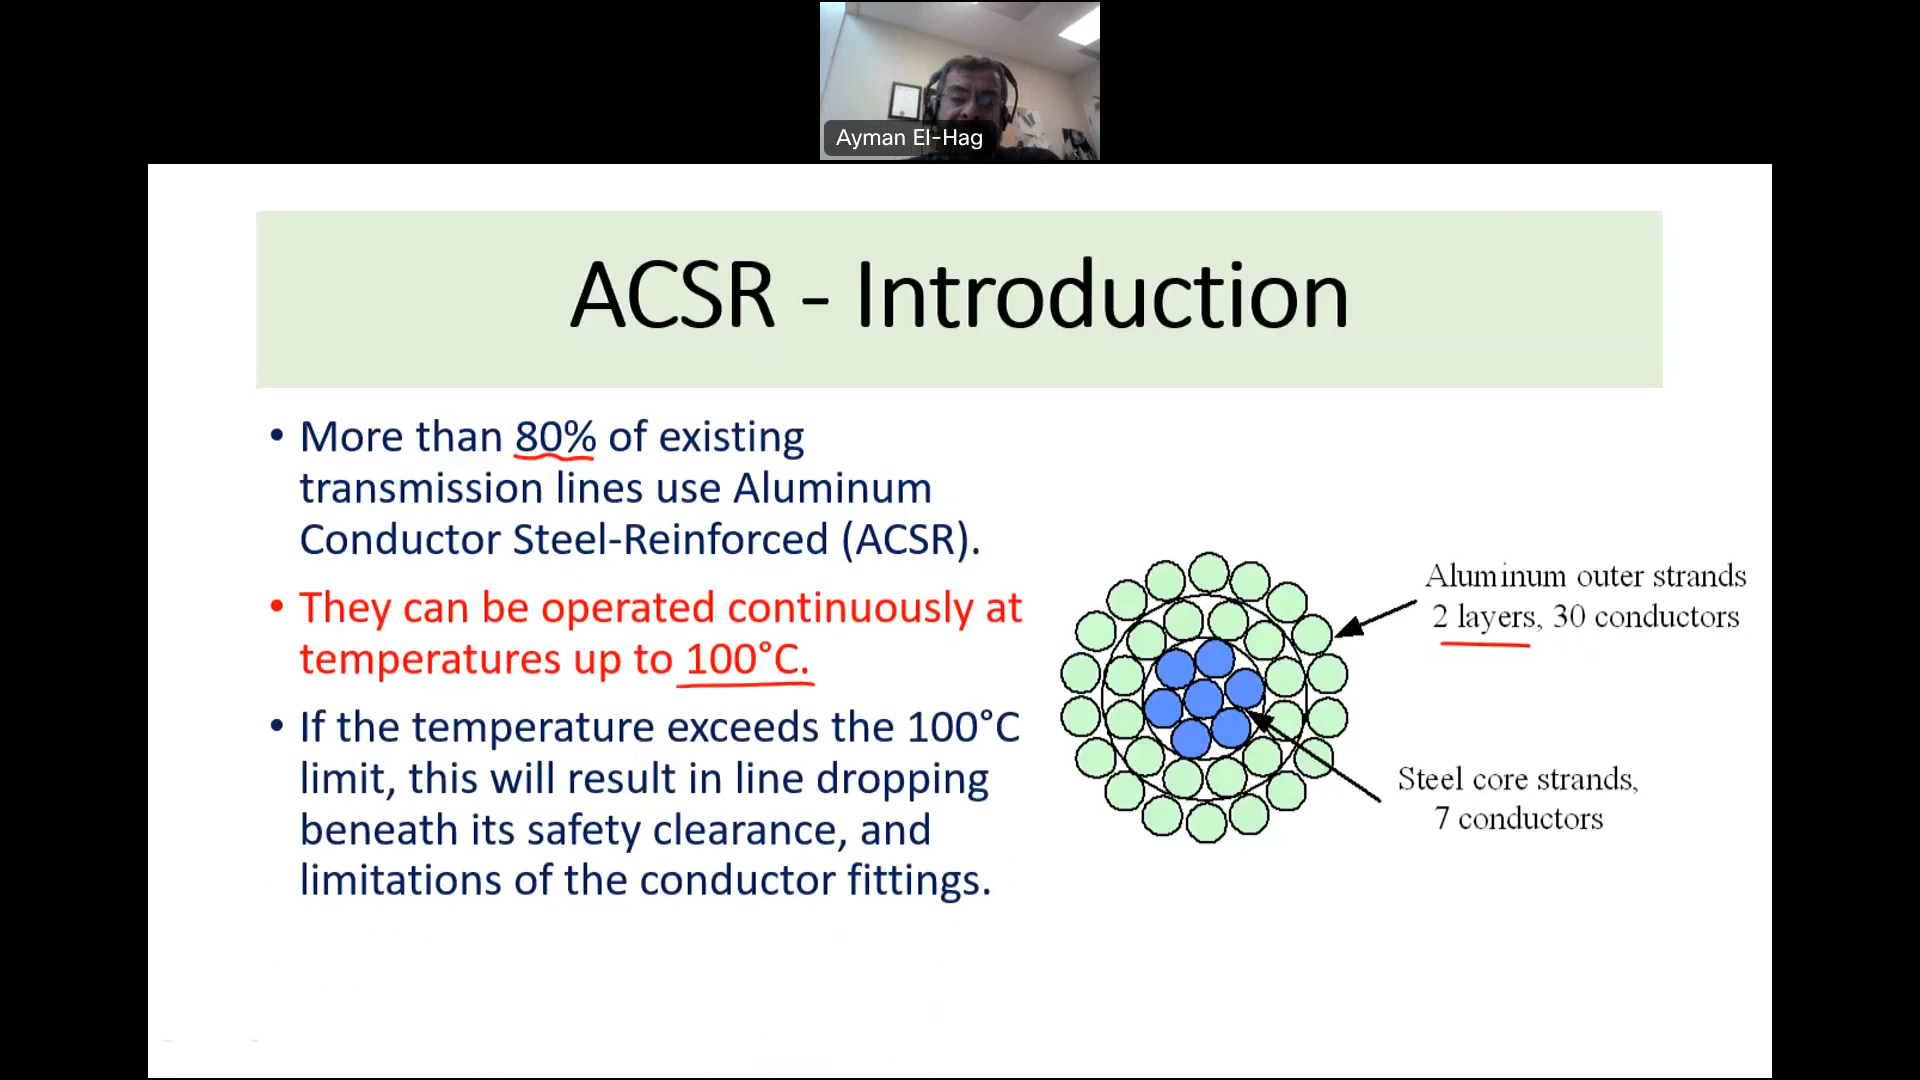 Ayman El-Hag
ACSR - Introduction
• More than 80% of existing
transmission lines use Aluminum
Conductor Steel-Reinforced (ACSR).
• They can be operated continuously at
temperatures up to 100°C.
• If the temperature exceeds the 100°C
limit, this will result in line dropping
beneath its safety clearance, and
limitations of the conductor fittings.
Aluminum outer strands
2 layers, 30 conductors
Steel core strands,
7 conductors